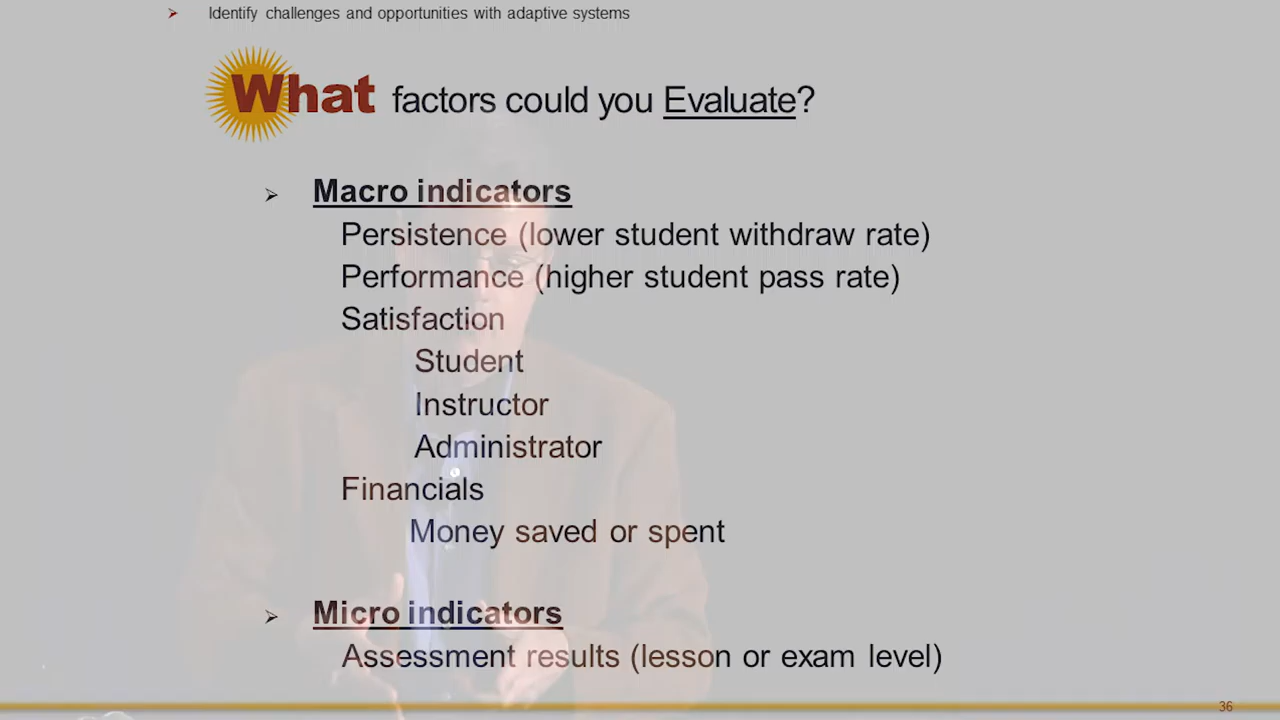 Identify challenges and opportunities with adaptive systems
What factors could you Evaluate?
Macro indicators
Persistence (lower student withdraw rate)
Performance (higher student pass rate)
Satisfaction
Student
Instructor
Administrator
Financials
Money saved or spent
Micro indicators
Assessment results (lesson or exam level)
36